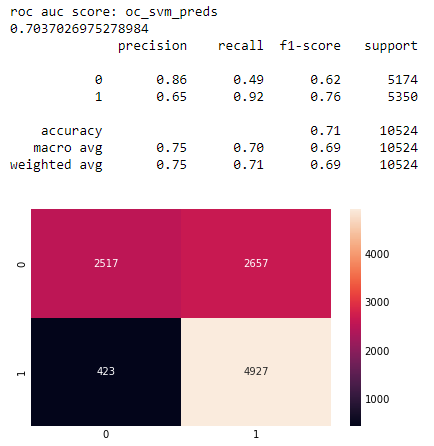 roc auc score: oc_svm_preds
0.7037026975278984
precision recall f1-score support
0 0.86 0.49 0.62 5174
1 0.65 0.92 0.76 5350
accuracy 0.71 10524
macro avg 0.75 0.70 0.69 10524
weighted avg 0.75 0.71 0.69 10524
0 2517 2657
1 423 4927
0 1
4000
3000
2000
1000